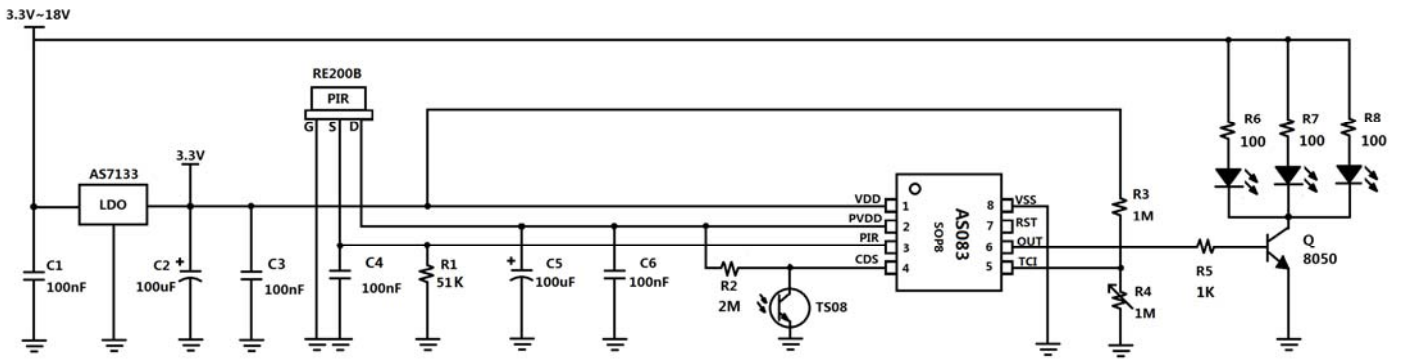 3.3V~18V
RE200B
PIR
G S D
R6
100
R7
100
R8
100
3.3V
AS7133
LDO
VDD
PVDD
PIR
CDS
1
2
3
4
AS083
SOP8
8
7
6
5
VSS
RST
OUT
TCI
R3
1M
Q
8050
C1
100nF
C2
+
100uF
C3
100nF
C4
100nF
R1
51K
+
C5
100uF
C6
100nF
R2
2M
TS08
R4
1M
R5
1K